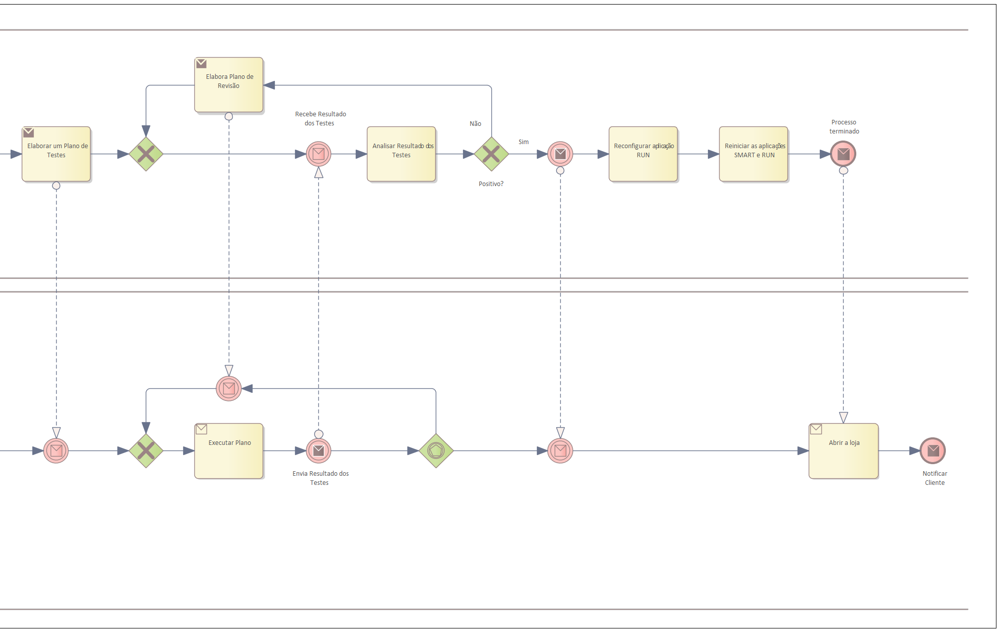 Elabora Plano de
Revisão
Recebe Resultado
dos Testes
Não
Processo
terminado
Elaborar um Plano de
Testes
Analisar Resultado dos
Testes
Sim
Reconfigurar aplicação
RUN
Reiniciar as aplicações
SMART e RUN
Positivo?
Executar Plano
Abrir a loja
Envia Resultado dos
Testes
Notificar
Cliente